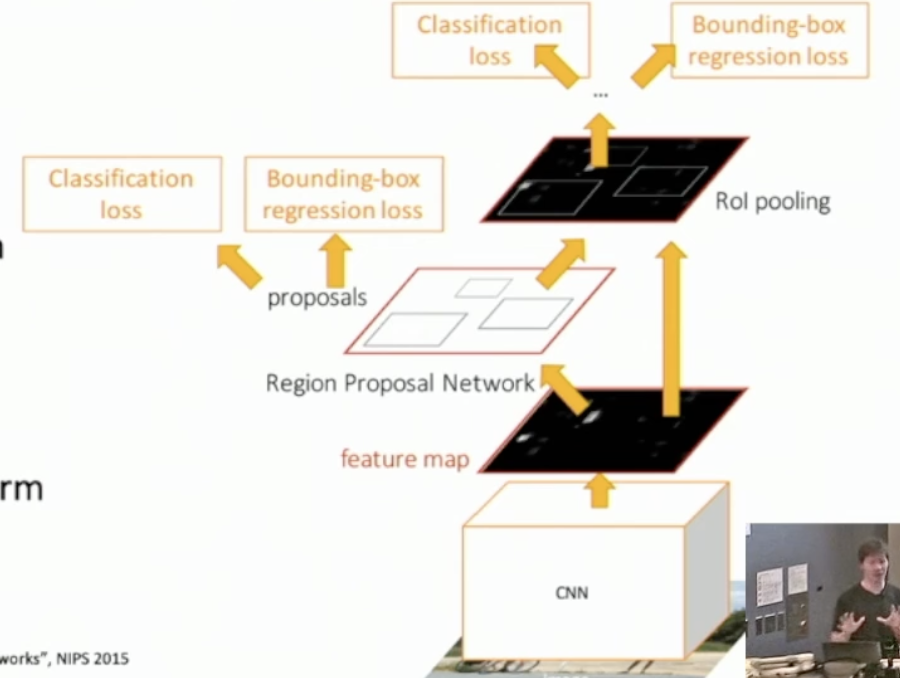 Classification
loss
Bounding-box
regression loss
...
Classification
loss
Bounding-box
regression loss
RoI pooling
proposals
Region Proposal Network
feature map
rm
CNN
works", NIPS 2015